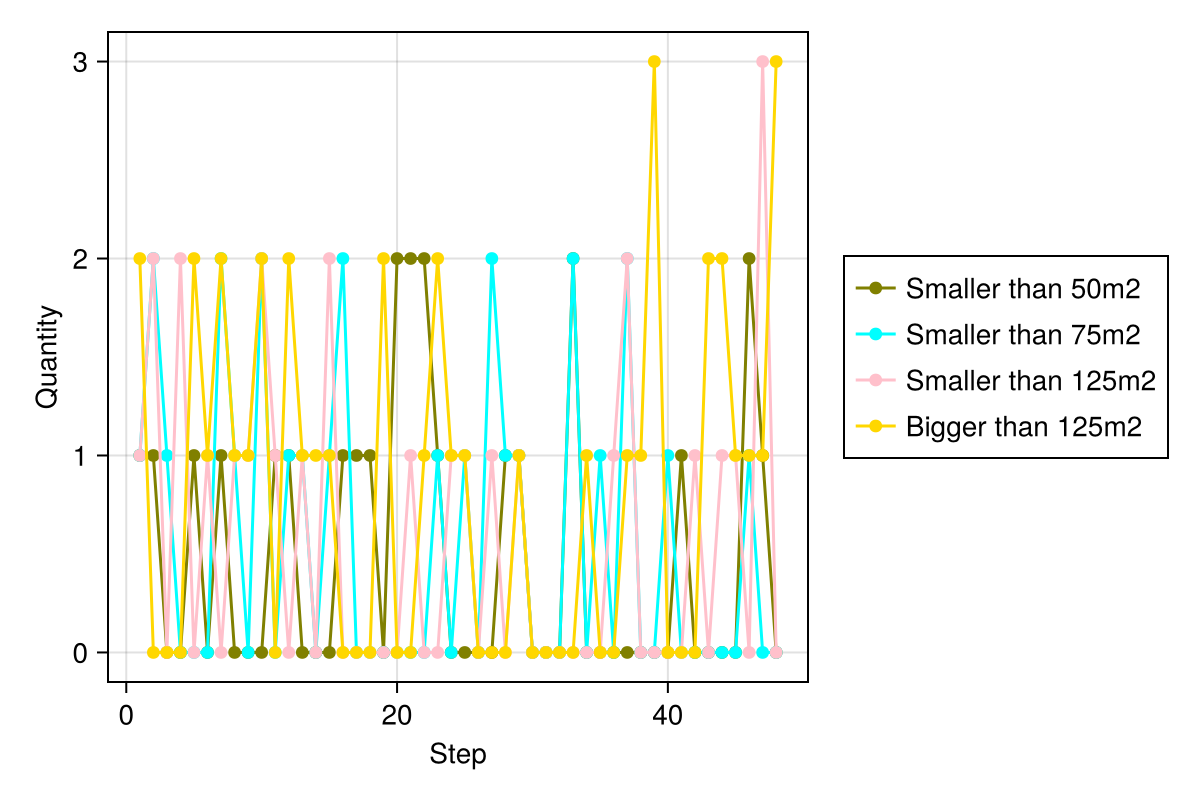 3
2
1
0
Quantity
0
20
40
Step
Smaller than 50m2
Smaller than 75m2
Smaller than 125m2
Bigger than 125m2